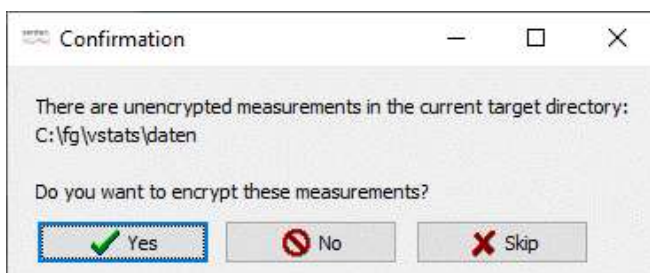 Confirmation
There are unencrypted measurements in the current target directory:
C:\fg\vstats\daten
Do you want to encrypt these measurements?
Yes
No
Skip